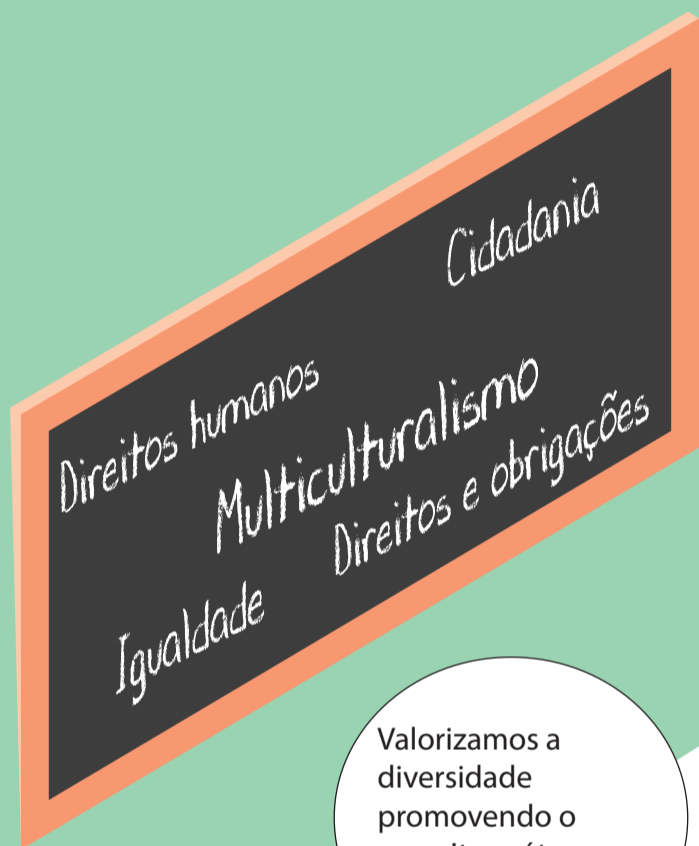 Cidadania
Direitos humanos
Multiculturalismo
Direitos e obrigações
Igualdade
Valorizamos a
diversidade
promovendo o